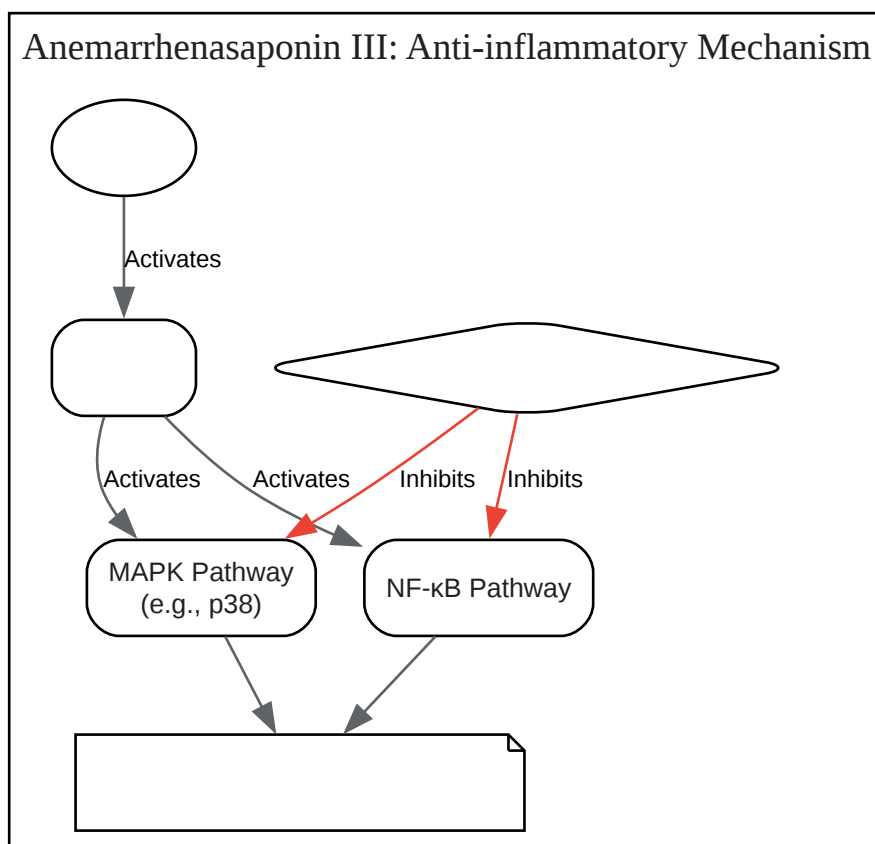 Anemarrhenasaponin III: Anti-inflammatory Mechanism
Activates
Activates
Activates
Inhibits
Inhibits
MAPK Pathway
(e.g., p38)
NF-κB Pathway